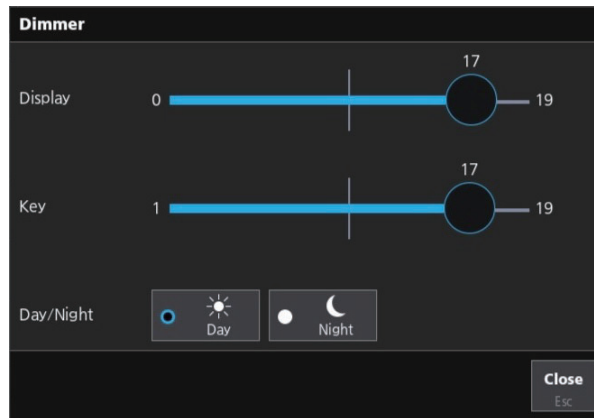 Dimmer
17
Display 0 19
17
Key 1 19
Day/Night Day Night
Close
Esc